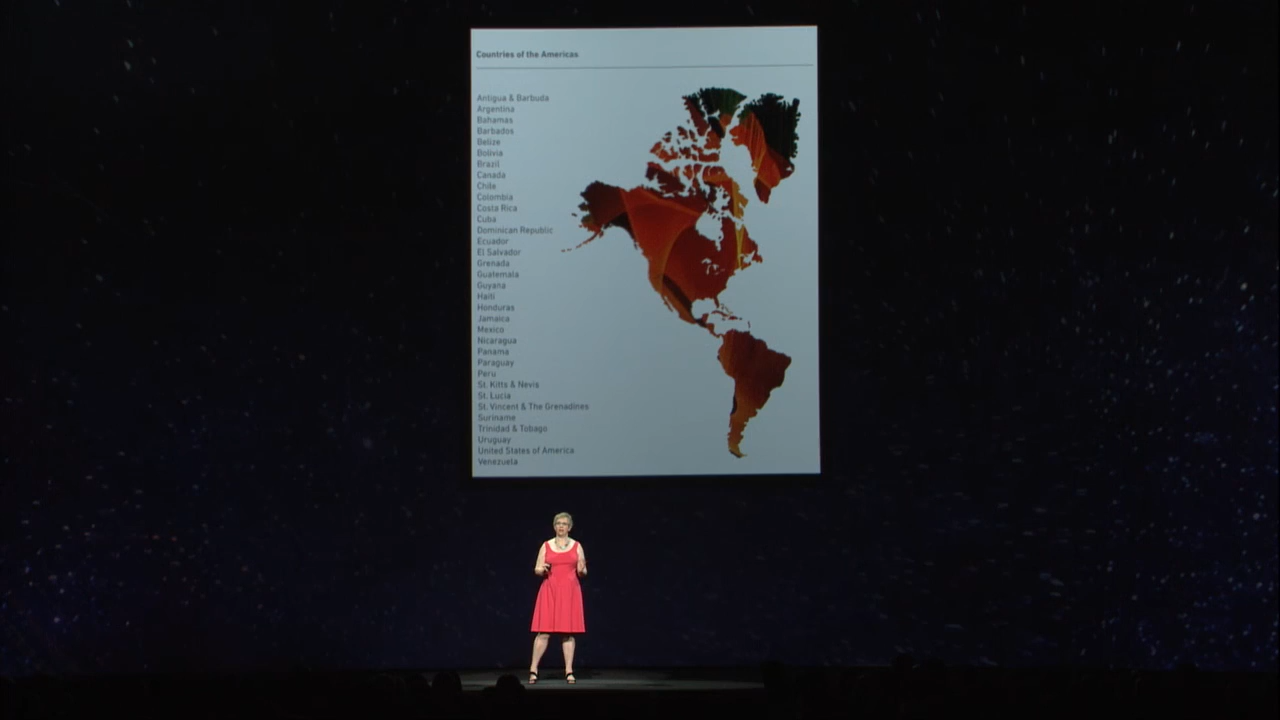 Countries of the Americas
Antigua & Barbuda
Argentina
Bahamas
Barbados
Belize
Bolivia
Brazil
Canada
Chile
Colombia
Costa Rica
Cuba
Dominican Republic
Ecuador
El Salvador
Grenada
Guatemala
Guyana
Haiti
Honduras
Jamaica
Mexico
Nicaragua
Panama
Paraguay
Peru
St. Kitts & Nevis
St. Lucia
St. Vincent & The Grenadines
Suriname
Trinidad & Tobago
Uruguay
United States of America
Venezuela